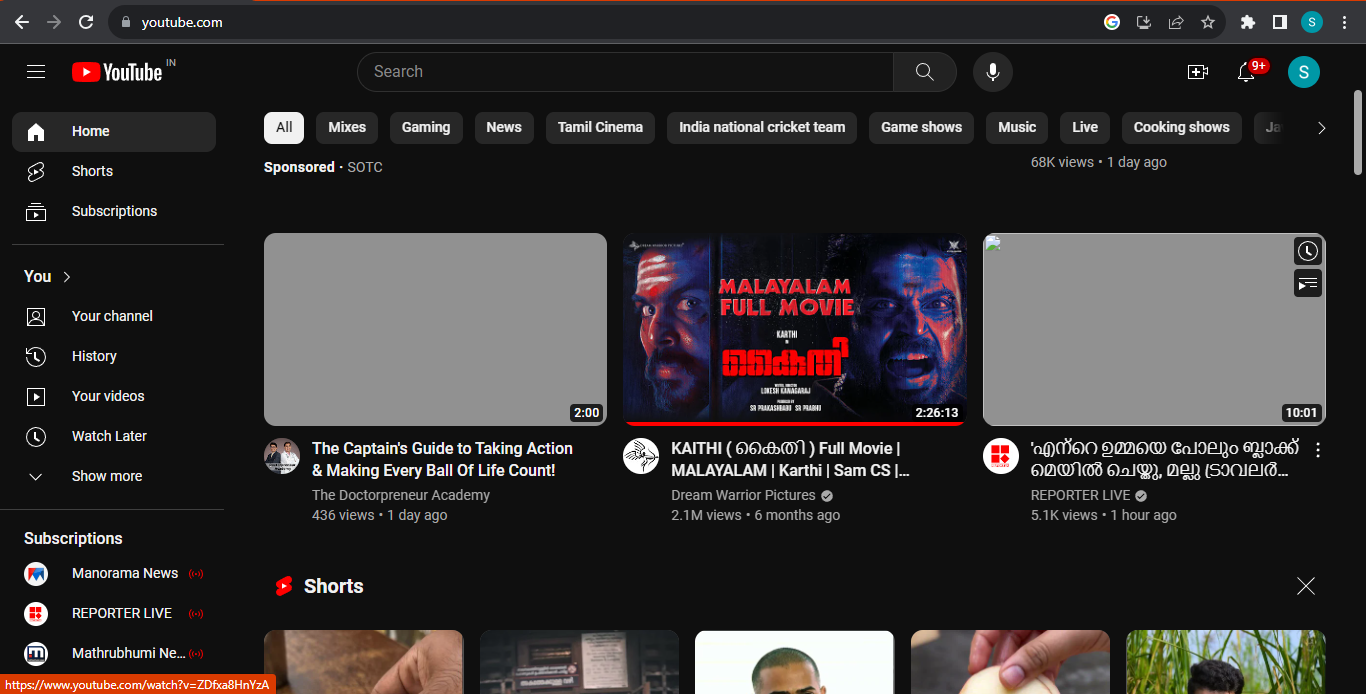 youtube.com
S
YouTube IN
Search
9+
S
Home
Shorts
Subscriptions
You
Your channel
History
Your videos
Watch Later
Show more
Subscriptions
Manorama News
REPORTER LIVE
Mathrubhumi Ne...
All Mixes Gaming News Tamil Cinema India national cricket team Game shows Music Live Cooking shows Ja
Sponsored · SOTC
68K views • 1 day ago
2:00
The Captain's Guide to Taking Action
& Making Every Ball Of Life Count!
The Doctorpreneur Academy
436 views • 1 day ago
MALAYALAM
FULL MOVIE
KARTHI
IN
കൈതി
LOKESH KANAGARAJ
SR PRAKASHBABU SR PRABHU
2:26:13
KAITHI ( കൈതി ) Full Movie |
MALAYALAM | Karthi | Sam CS |...
Dream Warrior Pictures
2.1M views • 6 months ago
10:01
'എന്റെ ഉമ്മയെ പോലും ബ്ലാക്ക്
മെയിൽ ചെയ്തു, മല്ലു ട്രാവലർ...
REPORTER LIVE
5.1K views • 1 hour ago
Shorts
https://www.youtube.com/watch?v=ZDfxa8HnYzA